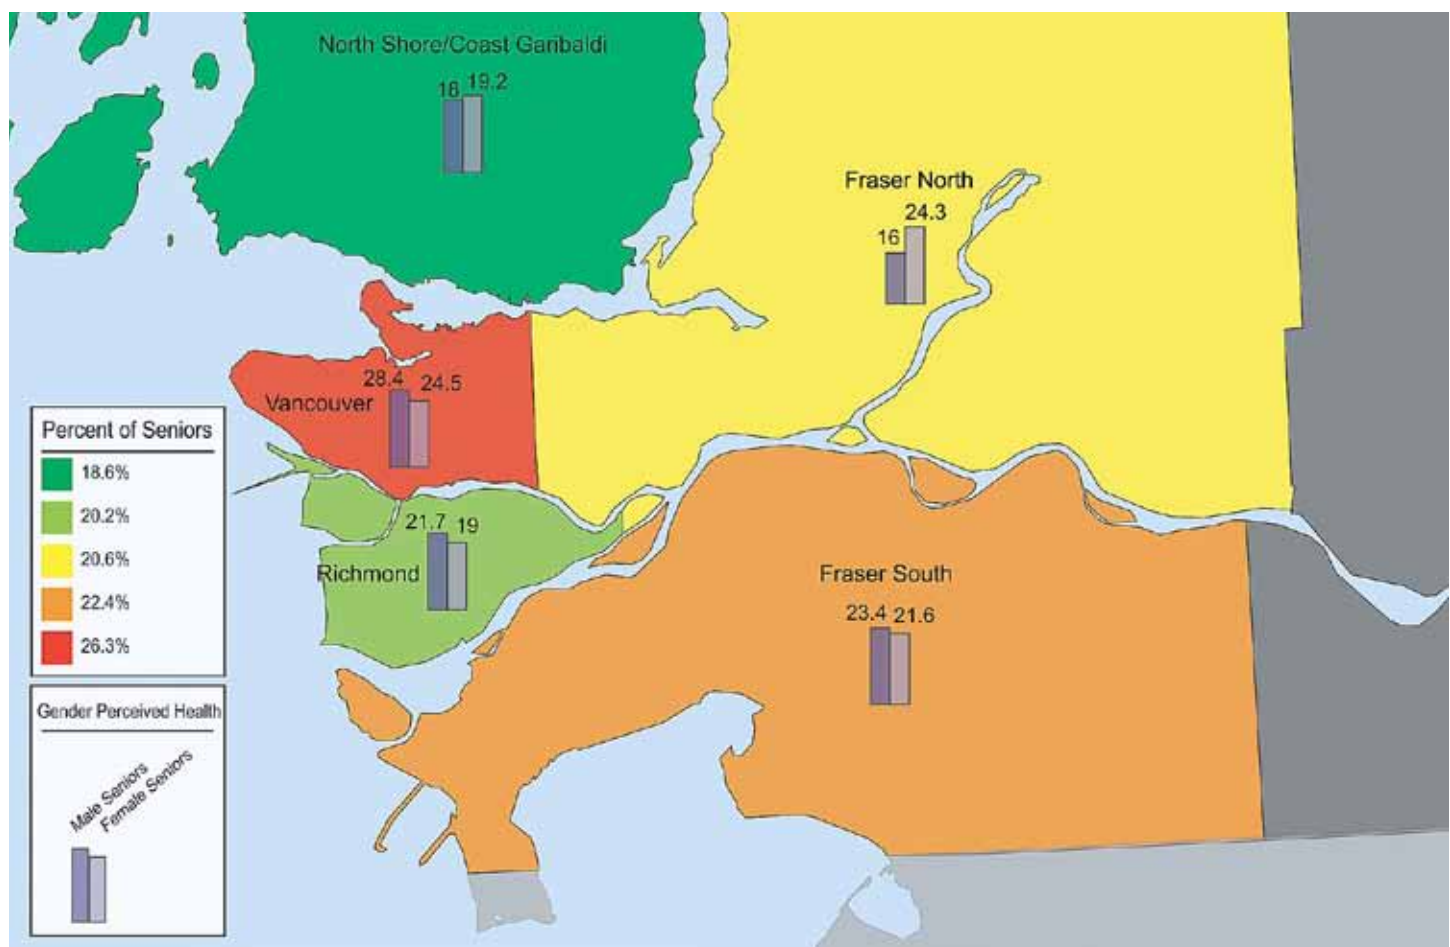 North Shore/Coast Garibaldi
18 19.2
Fraser North
24.3
16
28.4 24.5
Vancouver
21.7 19
Richmond
Fraser South
23.4 21.6
Percent of Seniors
18.6%
20.2%
20.6%
22.4%
26.3%
Gender Perceived Health
Male Seniors
Female Seniors